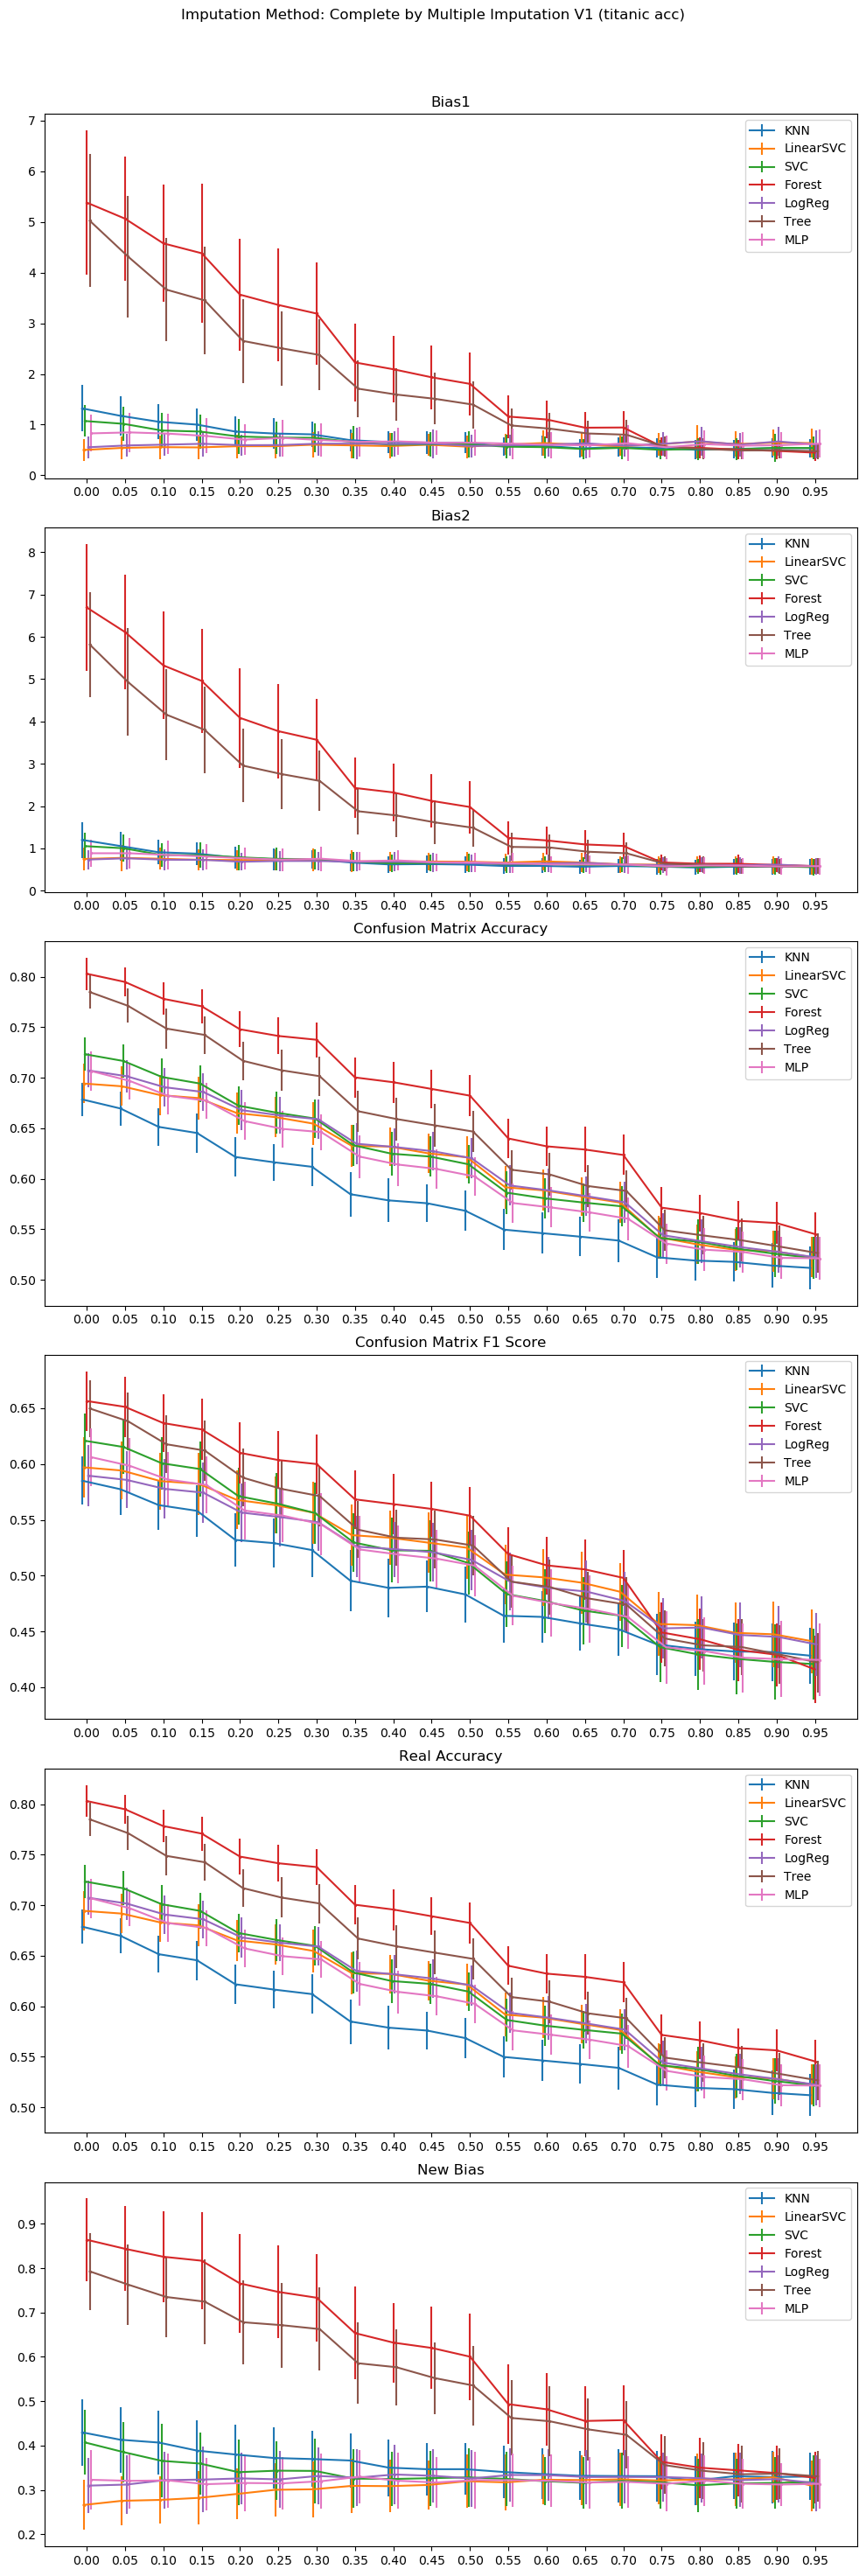 Imputation Method: Complete by Multiple Imputation V1 (titanic acc)
Bias1
7
6
5
4
3
2
1
0
KNN
LinearSVC
SVC
Forest
LogReg
Tree
MLP
0.00 0.05 0.10 0.15 0.20 0.25 0.30 0.35 0.40 0.45 0.50 0.55 0.60 0.65 0.70 0.75 0.80 0.85 0.90 0.95
Bias2
8
7
6
5
4
3
2
1
0
KNN
LinearSVC
SVC
Forest
LogReg
Tree
MLP
0.00 0.05 0.10 0.15 0.20 0.25 0.30 0.35 0.40 0.45 0.50 0.55 0.60 0.65 0.70 0.75 0.80 0.85 0.90 0.95
Confusion Matrix Accuracy
0.80
0.75
0.70
0.65
0.60
0.55
0.50
KNN
LinearSVC
SVC
Forest
LogReg
Tree
MLP
0.00 0.05 0.10 0.15 0.20 0.25 0.30 0.35 0.40 0.45 0.50 0.55 0.60 0.65 0.70 0.75 0.80 0.85 0.90 0.95
Confusion Matrix F1 Score
0.65
0.60
0.55
0.50
0.45
0.40
KNN
LinearSVC
SVC
Forest
LogReg
Tree
MLP
0.00 0.05 0.10 0.15 0.20 0.25 0.30 0.35 0.40 0.45 0.50 0.55 0.60 0.65 0.70 0.75 0.80 0.85 0.90 0.95
Real Accuracy
0.80
0.75
0.70
0.65
0.60
0.55
0.50
KNN
LinearSVC
SVC
Forest
LogReg
Tree
MLP
0.00 0.05 0.10 0.15 0.20 0.25 0.30 0.35 0.40 0.45 0.50 0.55 0.60 0.65 0.70 0.75 0.80 0.85 0.90 0.95
New Bias
0.9
0.8
0.7
0.6
0.5
0.4
0.3
0.2
KNN
LinearSVC
SVC
Forest
LogReg
Tree
MLP
0.00 0.05 0.10 0.15 0.20 0.25 0.30 0.35 0.40 0.45 0.50 0.55 0.60 0.65 0.70 0.75 0.80 0.85 0.90 0.95